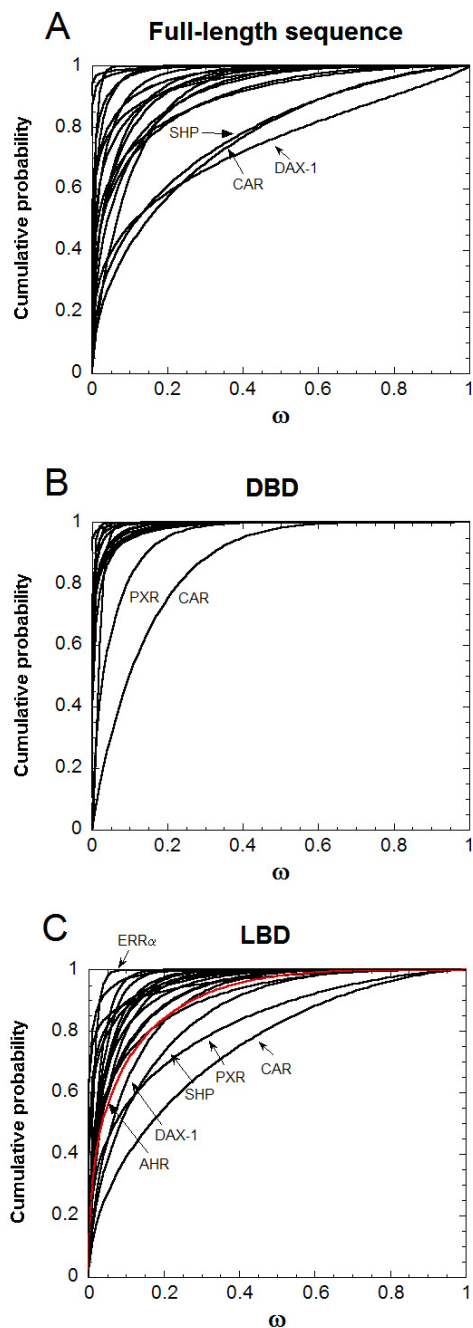 A
Full-length sequence
Cumulative probability
1
0.8
0.6
0.4
0.2
0
SHP
CAR
DAX-1
0 0.2 0.4 0.6 0.8 1
ω
B
DBD
Cumulative probability
1
0.8
0.6
0.4
0.2
0
PXR CAR
0 0.2 0.4 0.6 0.8 1
ω
C
LBD
Cumulative probability
ERRα
1
0.8
0.6
0.4
0.2
0
CAR
PXR
SHP
DAX-1
AHR
0 0.2 0.4 0.6 0.8 1
ω